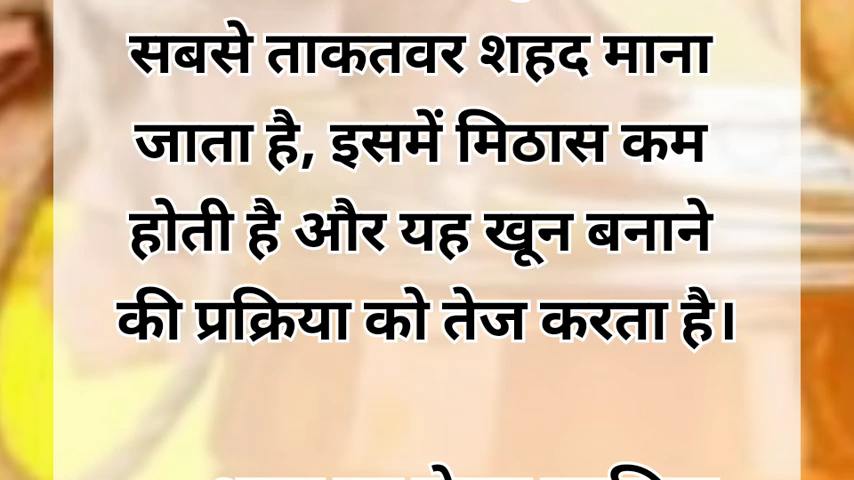 सबसे ताकतवर शहद माना
जाता है, इसमें मिठास कम
होती है और यह खून बनाने
की प्रक्रिया को तेज करता है।